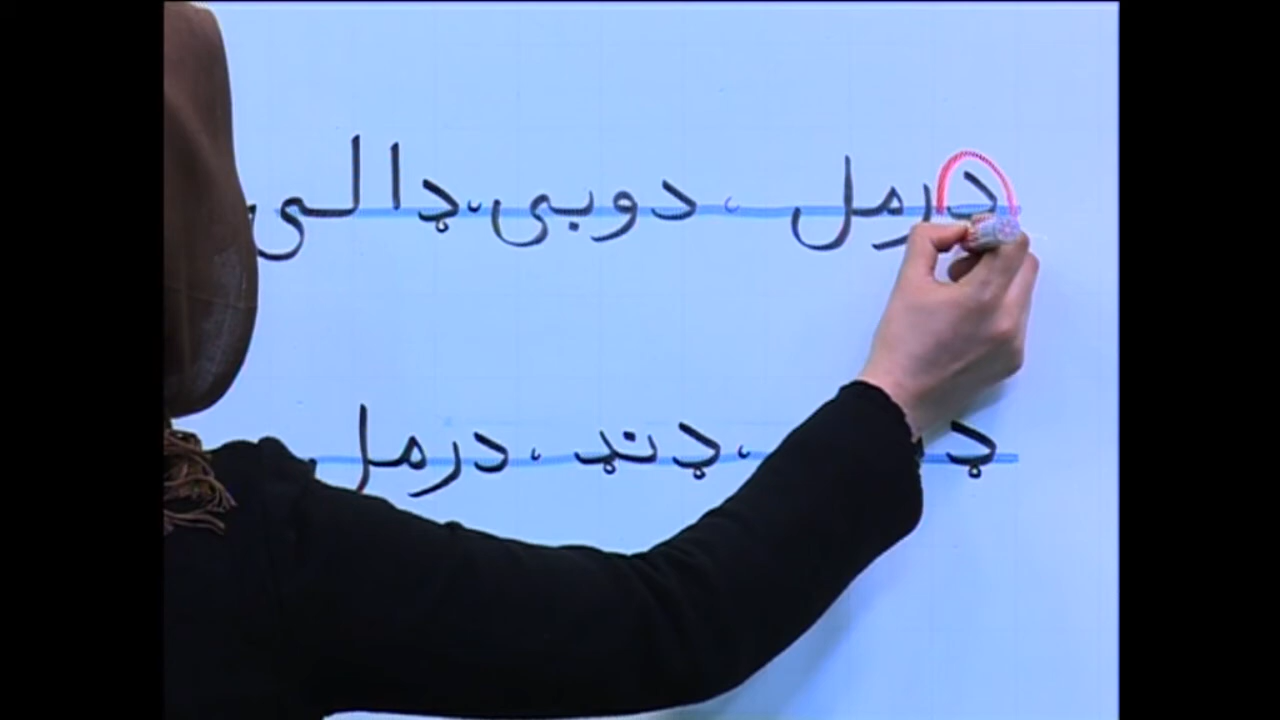 درمل ، دوبی ، ډالی
ډ ، ډنډ ، درمل